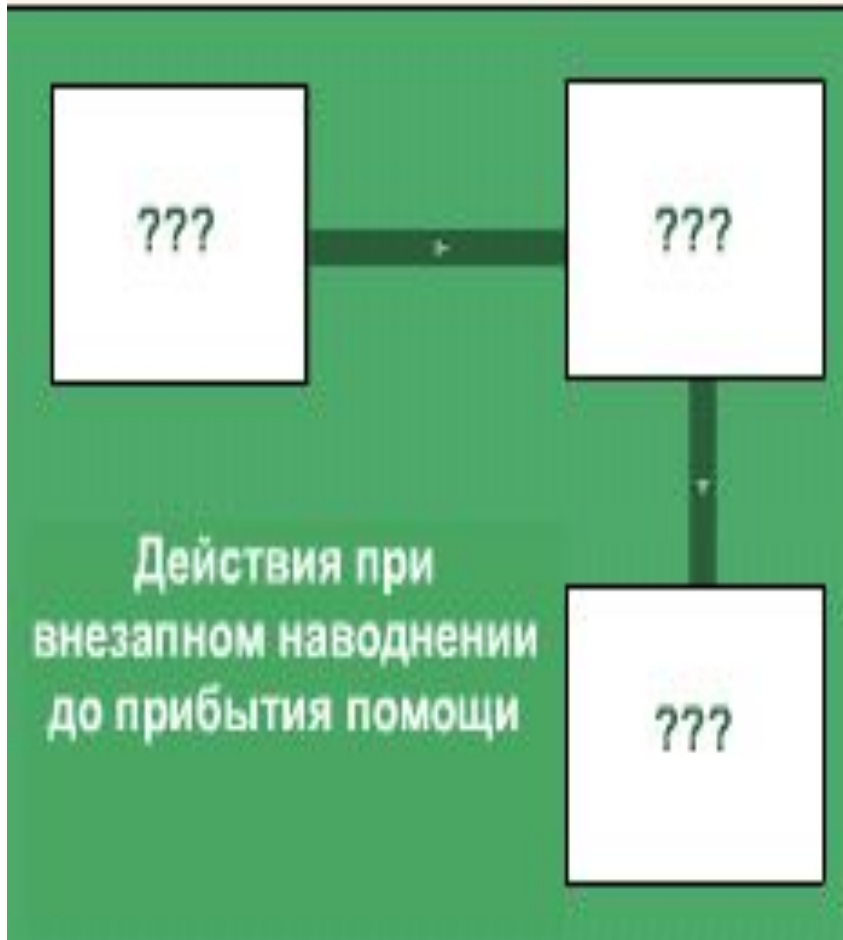 ???
???
Действия при
внезапном наводнении
до прибытия помощи
???